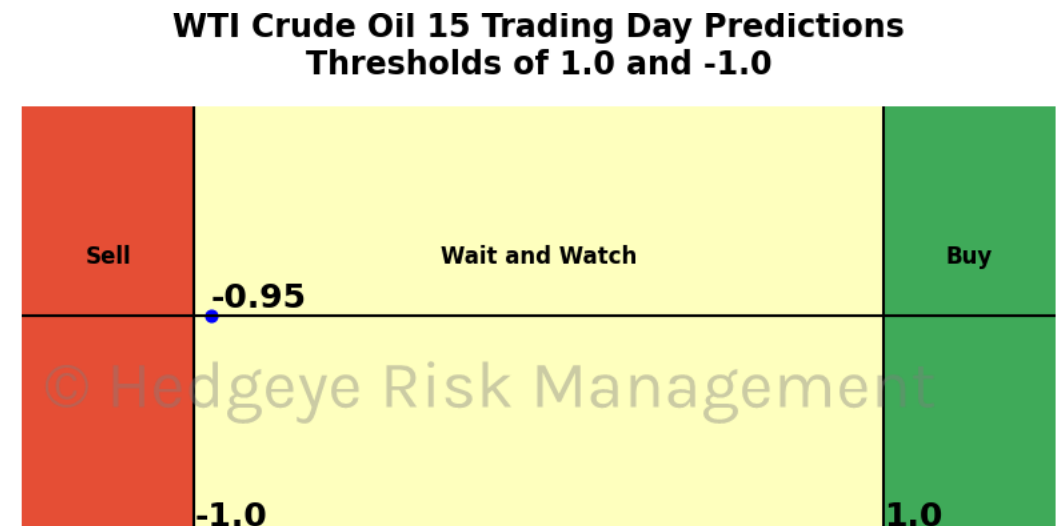 WTI Crude Oil 15 Trading Day Predictions
Thresholds of 1.0 and -1.0
Sell
Wait and Watch
Buy
-0.95
© Hedgeye Risk Management
-1.0
1.0